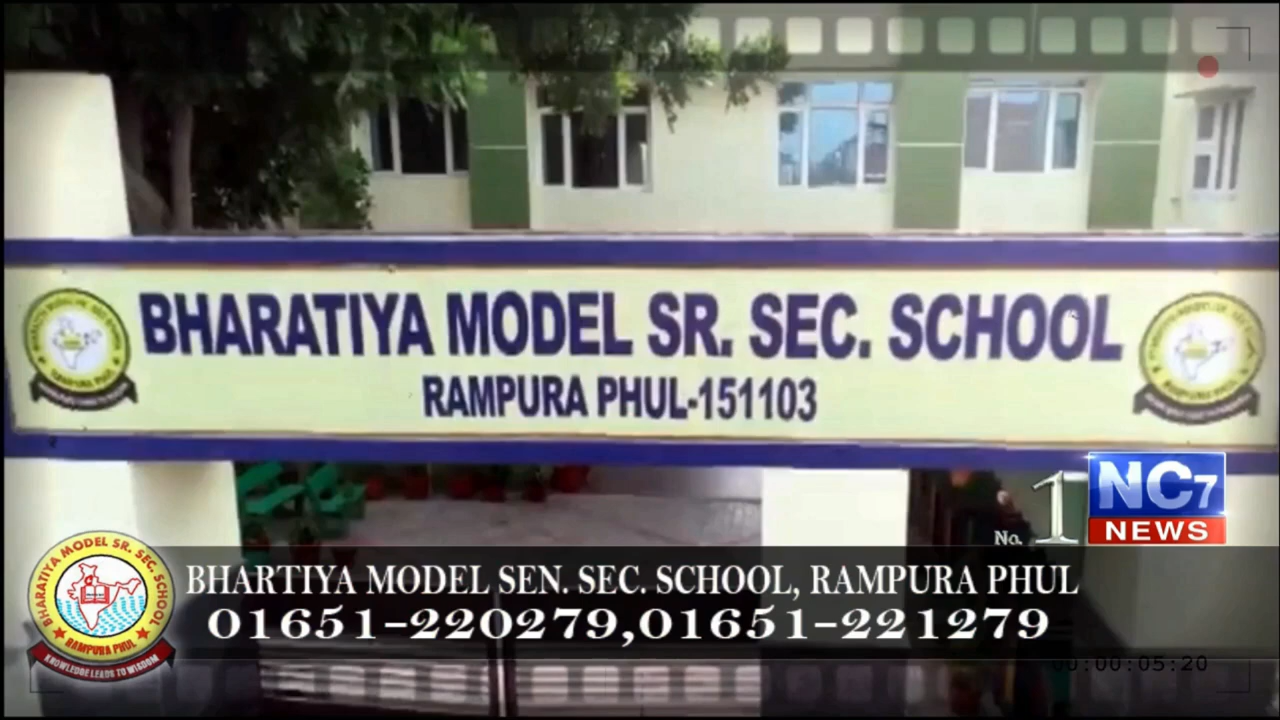 BHARATIYA MODEL SR. SEC. SCHOOL
RAMPURA PHUL-151103
No. 1
NC7
NEWS
BHARATIYA MODEL SR. SEC. SCHOOL
RAMPURA PHUL
KNOWLEDGE LEADS TO WISDOM
BHARTIYA MODEL SEN. SEC. SCHOOL, RAMPURA PHUL
01651-220279,01651-221279
00:00:05:20